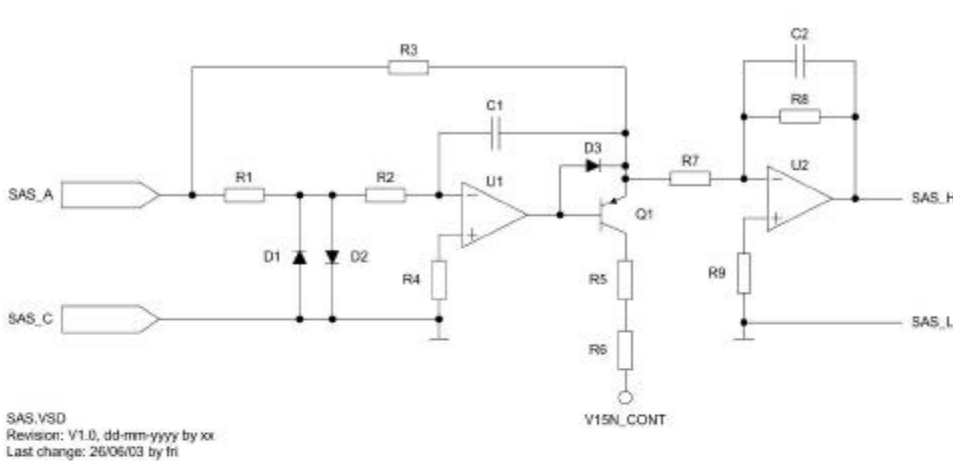 C2
R3
R8
C1
D3
R7
U2
SAS_A
R1
R2
U1
SAS_H
Q1
D1
D2
R4
R5
R9
SAS_C
SAS_L
R6
V15N_CONT
SAS.VSD
Revision: V1.0, dd-mm-yyyy by xx
Last change: 26/06/03 by fri